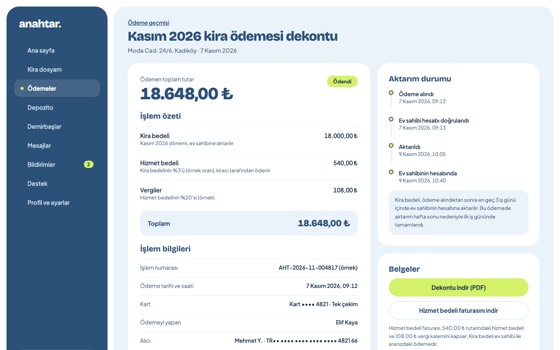 anahtar.
Ana sayfa
Kira dosyam
Ödemeler
Depozito
Demirbaşlar
Mesajlar
Bildirimler 2
Destek
Profil ve ayarlar
Ödeme geçmişi
Kasım 2026 kira ödemesi dekontu
Moda Cad. 24/6, Kadıköy · 7 Kasım 2026
Ödenen toplam tutar
Ödendi
18.648,00 ₺
İşlem özeti
Kira bedeli 18.000,00 ₺
Kasım 2026 dönemi, ev sahibine aktarılır
Hizmet bedeli 540,00 ₺
Kira bedelinin %3'ü (örnek oran), kiracı tarafından ödenir
Vergiler 108,00 ₺
Hizmet bedelinin %20'si (örnek)
Toplam 18.648,00 ₺
İşlem bilgileri
İşlem numarası AHT-2026-11-004817 (örnek)
Ödeme tarihi ve saati 7 Kasım 2026, 09:12
Kart Kart •••• 4821 · Tek çekim
Ödemeyi yapan Elif Kaya
Alıcı Mehmet Y. · TR•• •••• •••• •••• •••• 4821 66
Aktarım durumu
Ödeme alındı
7 Kasım 2026, 09:12
Ev sahibi hesabı doğrulandı
7 Kasım 2026, 09:13
Aktarıldı
9 Kasım 2026, 10:05
Ev sahibinin hesabında
9 Kasım 2026, 10:40
Kira bedeli, ödeme alındıktan sonra en geç 3 iş günü
içinde ev sahibinin hesabına aktarılır. Bu ödemede
aktarım hafta sonu nedeniyle ilk iş gününde
tamamlandı.
Belgeler
Dekontu indir (PDF)
Hizmet bedeli faturasını indir
Hizmet bedeli faturası, 540,00 ₺ tutarındaki hizmet bedeli
ve 108,00 ₺ vergi kalemini kapsar. Kira bedeli ev sahibi ile
aranızdaki ödemedir.